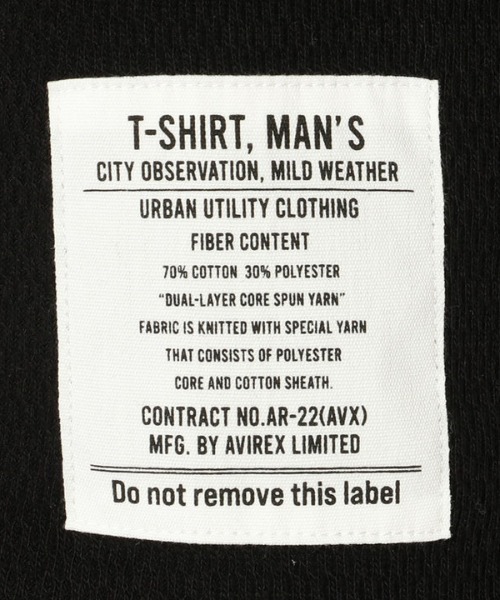 T-SHIRT, MAN'S
CITY OBSERVATION, MILD WEATHER
URBAN UTILITY CLOTHING
FIBER CONTENT
70% COTTON 30% POLYESTER
“DUAL-LAYER CORE SPUN YARN”
FABRIC IS KNITTED WITH SPECIAL YARN
THAT CONSISTS OF POLYESTER
CORE AND COTTON SHEATH.
CONTRACT NO.AR-22(AVX)
MFG. BY AVIREX LIMITED
Do not remove this label